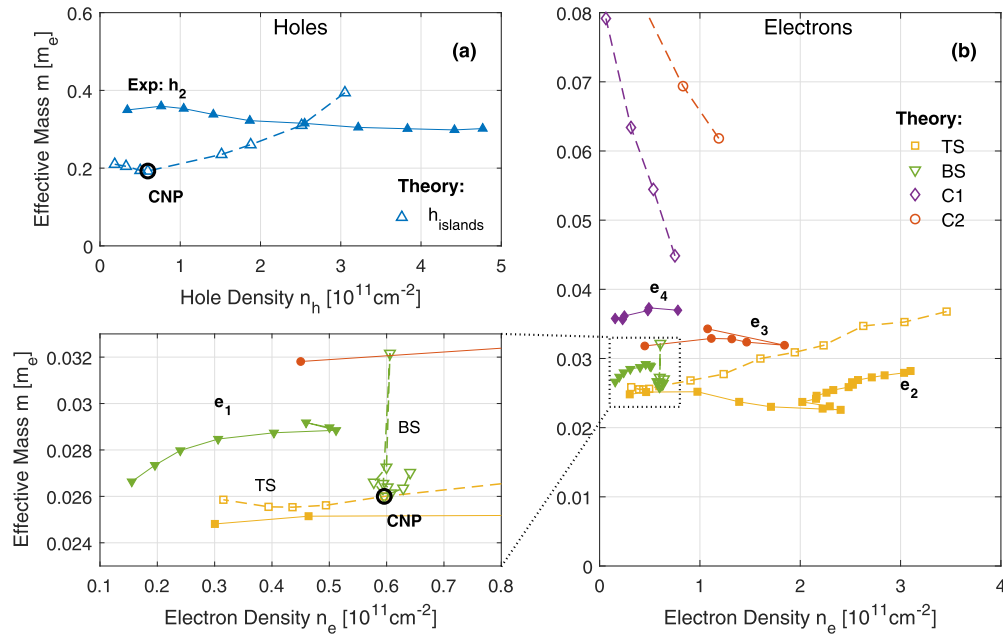 Holes
(a)
Effective Mass m [mₑ]
0.6
0.4
0.2
0
Exp: h₂
CNP
Theory:
h_islands
0 1 2 3 4 5
Hole Density nₕ [10¹¹cm⁻²]
Effective Mass m [mₑ]
0.032
0.03
0.028
0.026
0.024
e₁
BS
TS
CNP
0.1 0.2 0.3 0.4 0.5 0.6 0.7 0.8
Electron Density nₑ [10¹¹cm⁻²]
Electrons
(b)
0.08
0.07
0.06
0.05
0.04
0.03
0.02
0.01
0
Theory:
TS
BS
C1
C2
e₄
e₃
e₂
0 1 2 3 4
Electron Density nₑ [10¹¹cm⁻²]